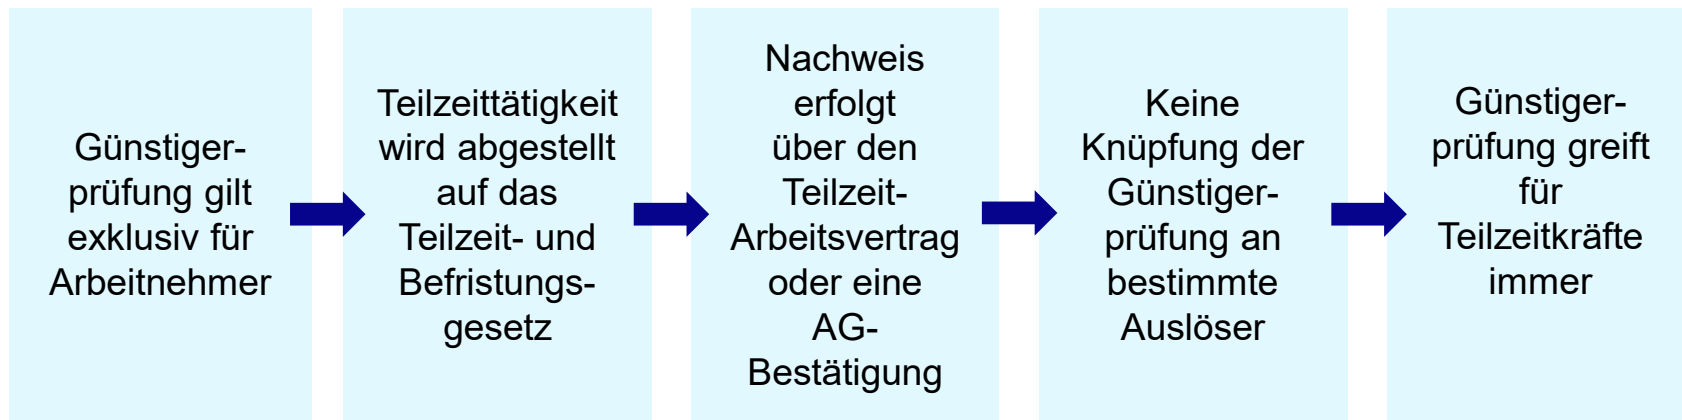 Günstiger-
prüfung gilt
exklusiv für
Arbeitnehmer
Teilzeittätigkeit
wird abgestellt
auf das
Teilzeit- und
Befristungs-
gesetz
Nachweis
erfolgt
über den
Teilzeit-
Arbeitsvertrag
oder eine
AG-
Bestätigung
Keine
Knüpfung der
Günstiger-
prüfung an
bestimmte
Auslöser
Günstiger-
prüfung greift
für
Teilzeitkräfte
immer